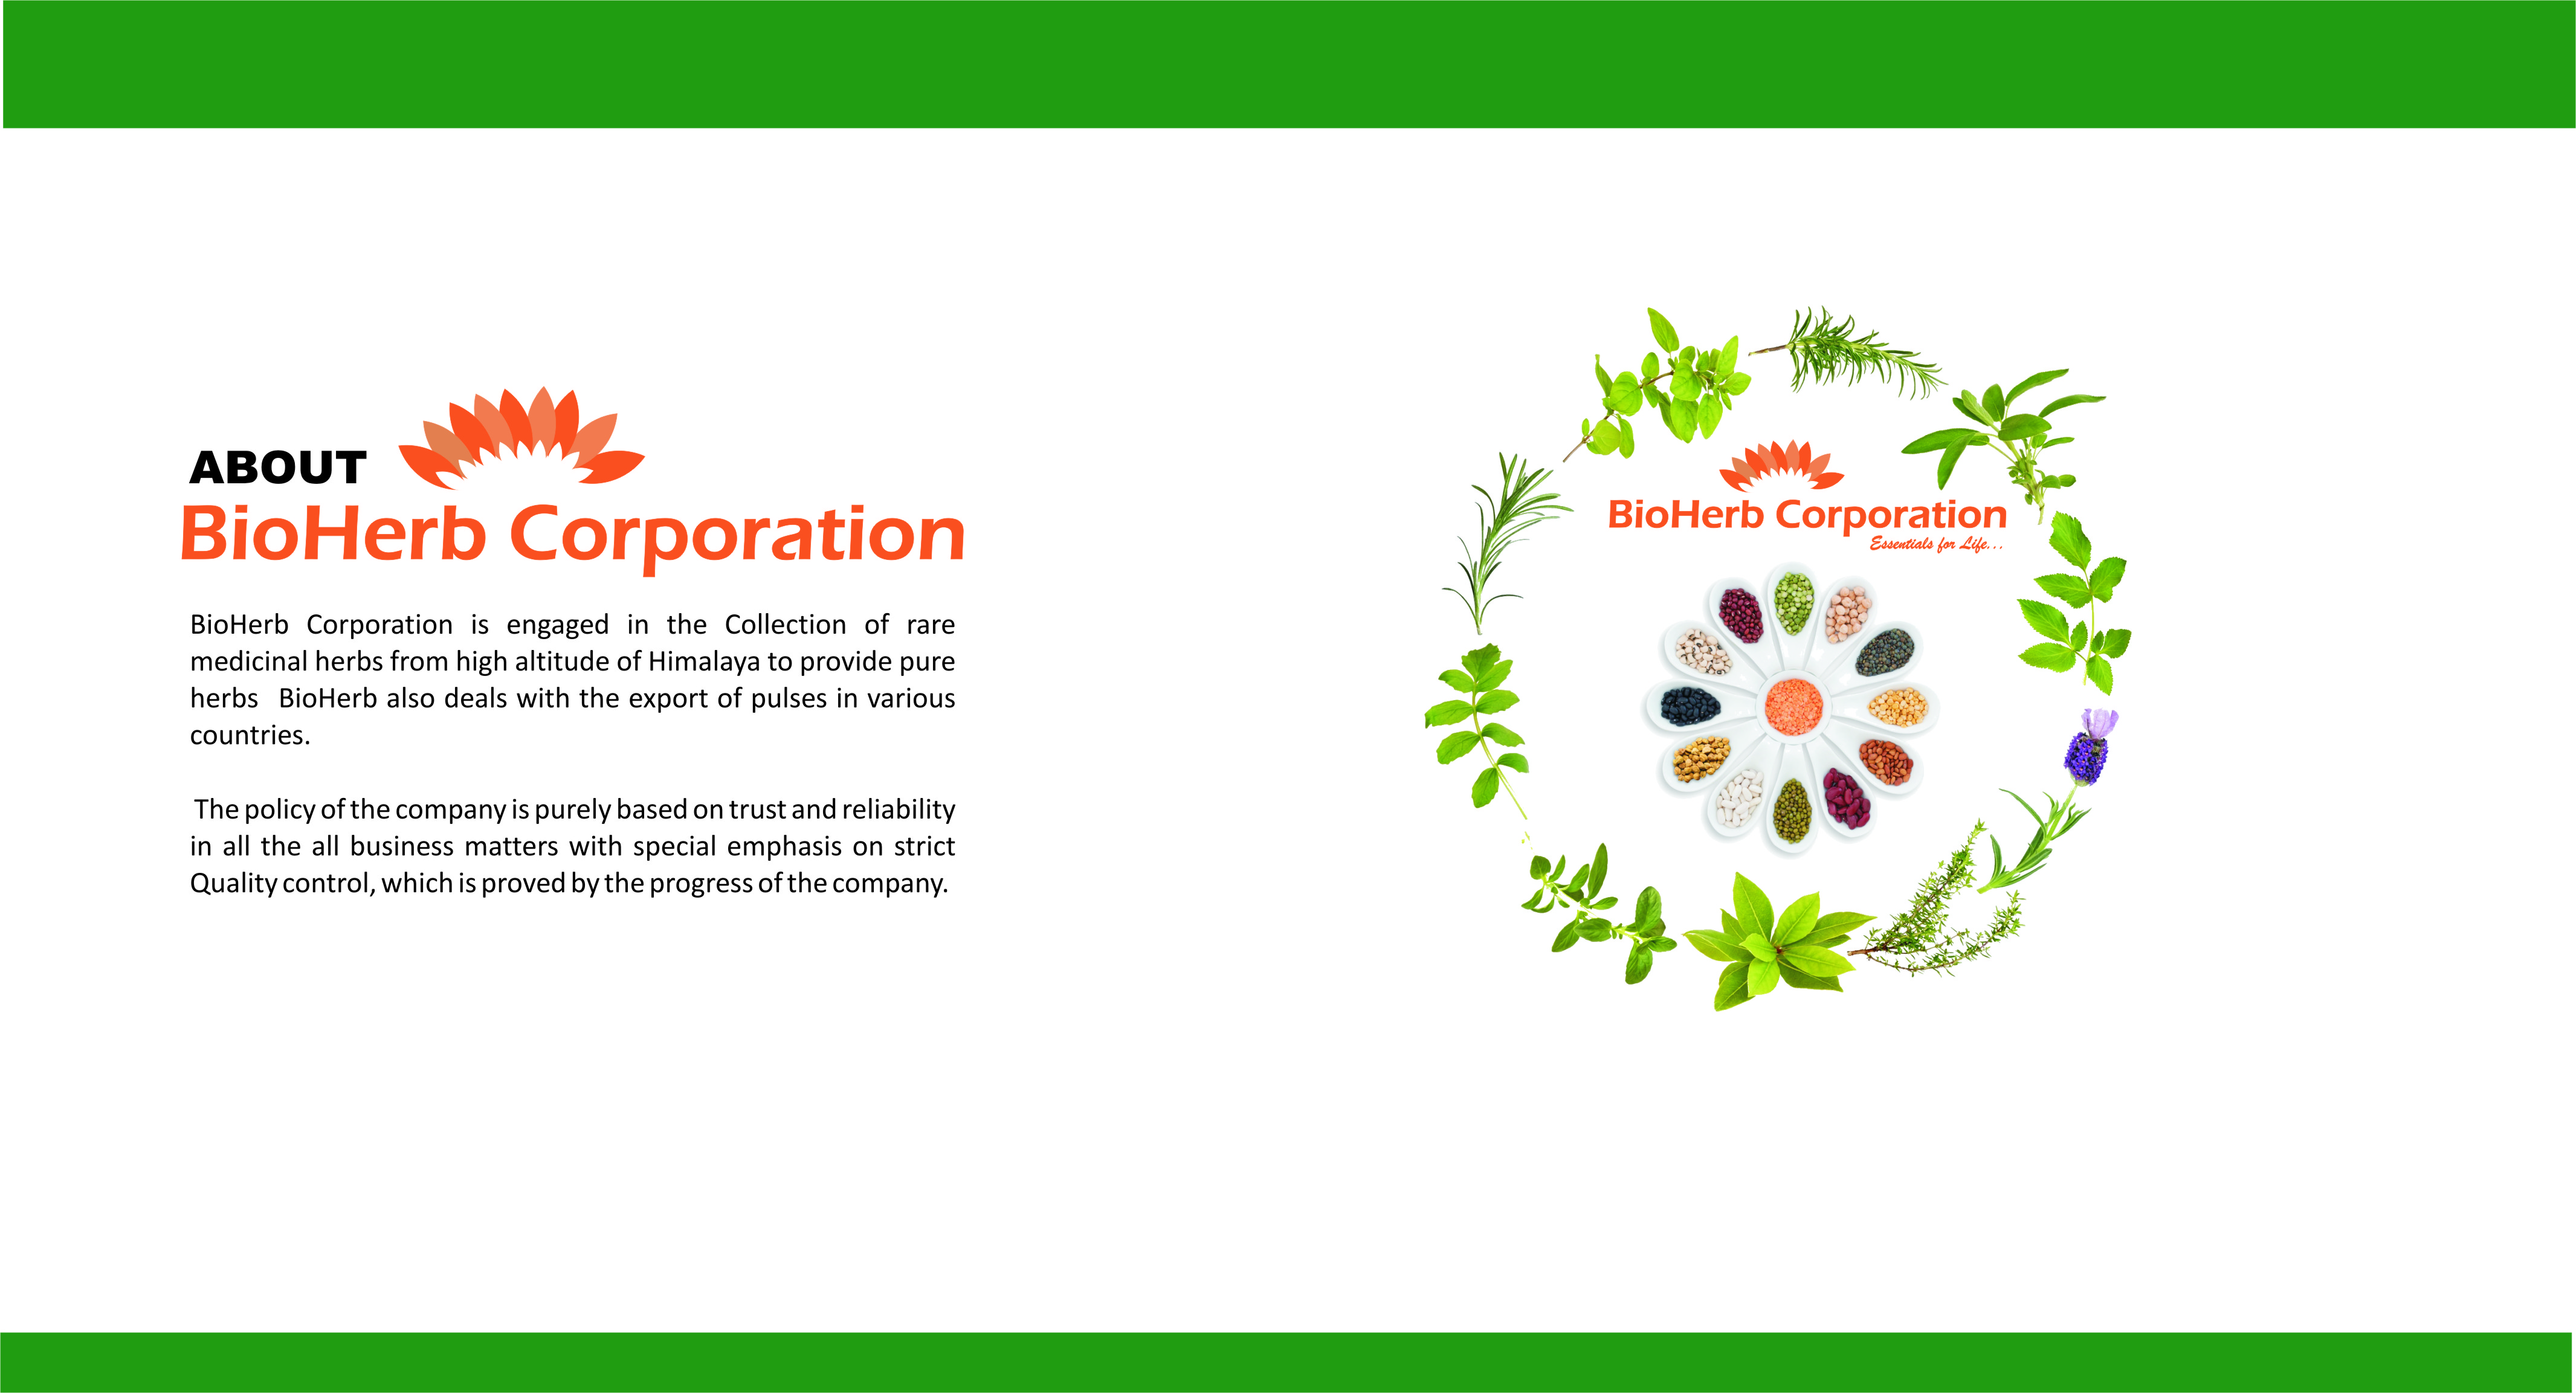 ABOUT
BioHerb Corporation
BioHerb Corporation is engaged in the Collection of rare
medicinal herbs from high altitude of Himalaya to provide pure
herbs  BioHerb also deals with the export of pulses in various
countries.
The policy of the company is purely based on trust and reliability
in all the all business matters with special emphasis on strict
Quality control, which is proved by the progress of the company.
BioHerb Corporation
Essentials for Life...